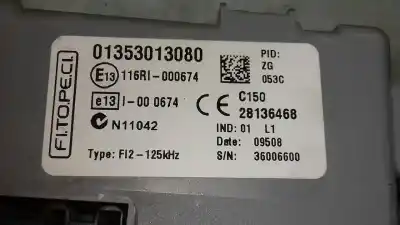 FI.TO.PE.CI.
01353013080
E13 116RI-000674
e13 I-00 0674
N11042
Type: FI2-125kHz
PID:
ZG
053C
CE C150
28136468
IND: 01 L1
Date: 09508
S/N: 36006600